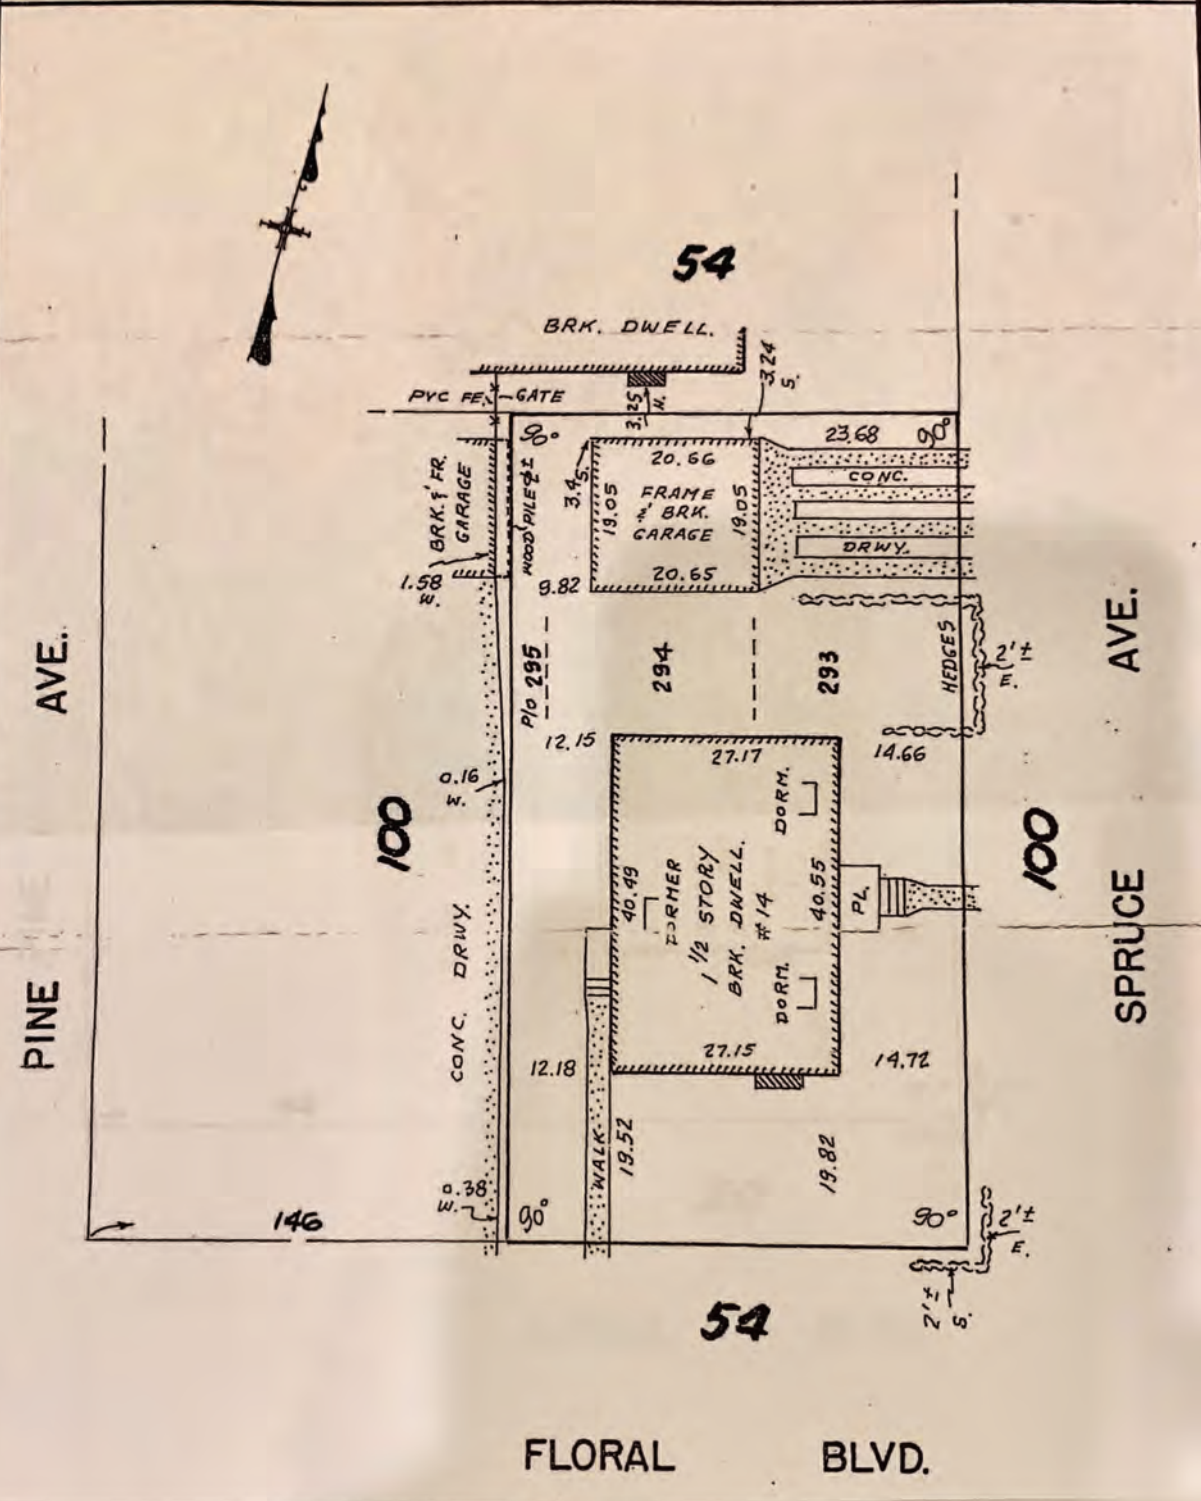 54
BRK. DWELL.
3.24
S.
PVC FE.
GATE
3.25
N.
90°
23.68
90°
20.66
CONC.
BRK. & FR.
GARAGE
WOOD PILE ±
3.4
S.
19.05
FRAME
& BRK.
GARAGE
19.05
DRWY.
20.65
1.58
W.
9.82
P/O 295
294
293
HEDGES
2' ±
E.
PINE AVE.
SPRUCE AVE.
12.15
27.17
14.66
0.16
W.
DORM.
100
100
40.49
DORMER
1 1/2 STORY
BRK. DWELL.
#14
40.55
PL.
DORM.
CONC. DRWY.
27.15
12.18
14.72
WALK
19.52
19.82
0.38
W.
90°
90°
2' ±
E.
146
2' ±
S.
54
FLORAL BLVD.